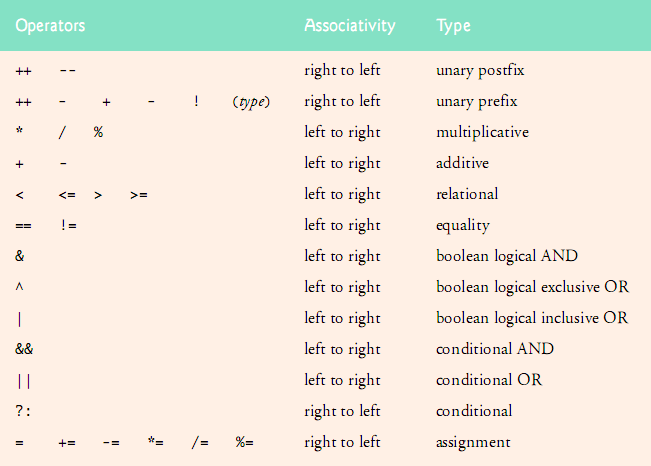 Operators Associativity Type
++ -- right to left unary postfix
++ - + - ! (type) right to left unary prefix
* / % left to right multiplicative
+ - left to right additive
< <= > >= left to right relational
== != left to right equality
& left to right boolean logical AND
^ left to right boolean logical exclusive OR
| left to right boolean logical inclusive OR
&& left to right conditional AND
|| left to right conditional OR
?: right to left conditional
= += -= *= /= %= right to left assignment